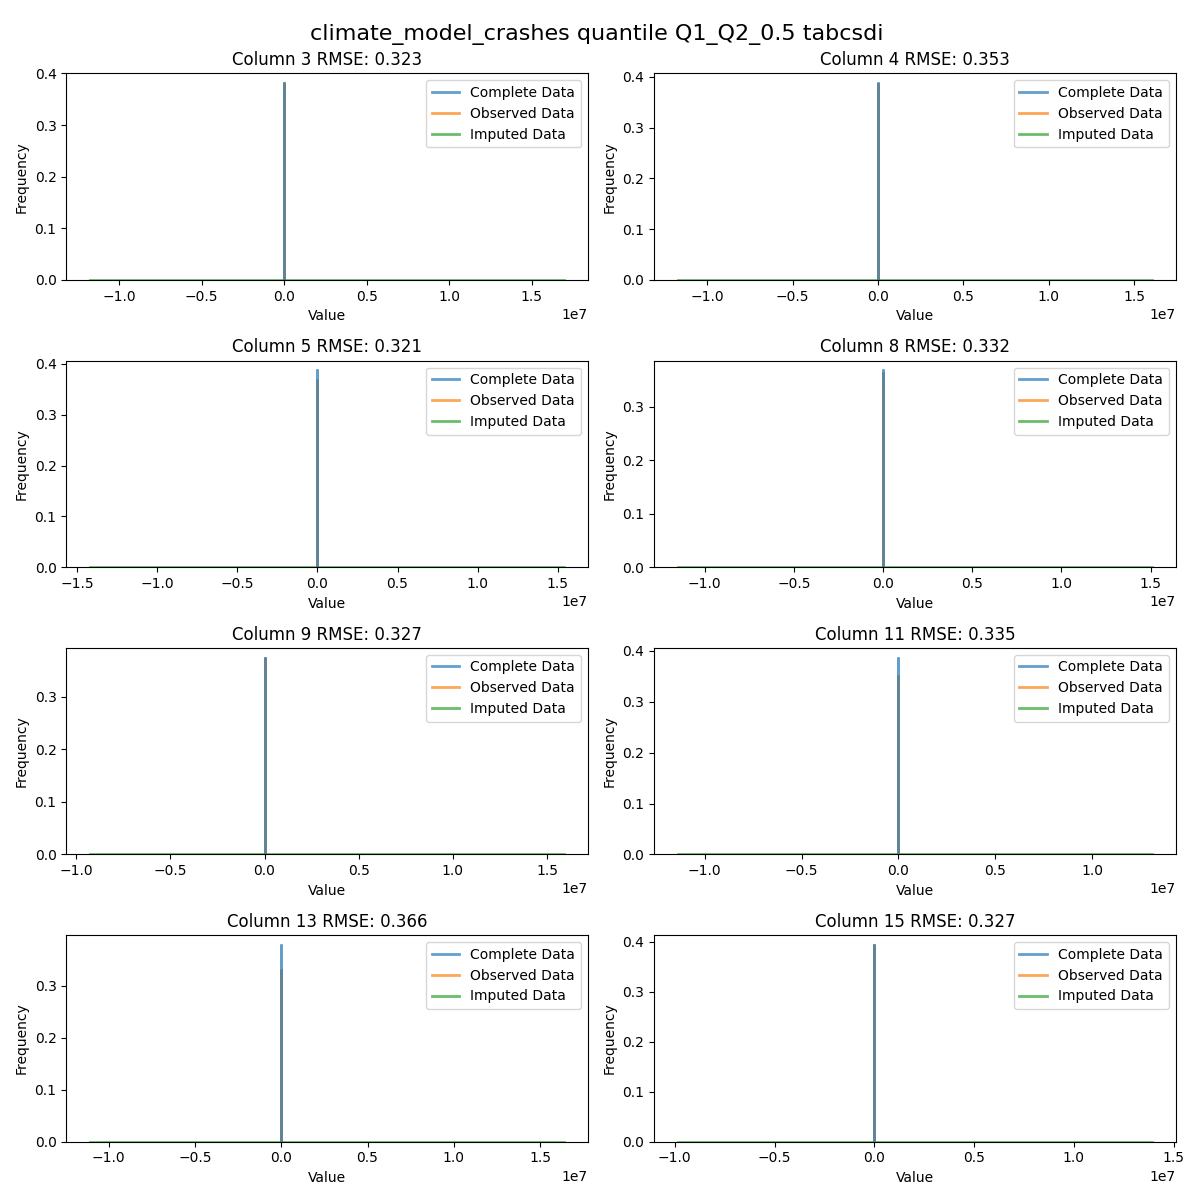 climate_model_crashes quantile Q1_Q2_0.5 tabcsdi
Column 3 RMSE: 0.323
Frequency
0.4
0.3
0.2
0.1
0.0
Complete Data
Observed Data
Imputed Data
−1.0 −0.5 0.0 0.5 1.0 1.5
Value
1e7
Column 4 RMSE: 0.353
Frequency
0.4
0.3
0.2
0.1
0.0
Complete Data
Observed Data
Imputed Data
−1.0 −0.5 0.0 0.5 1.0 1.5
Value
1e7
Column 5 RMSE: 0.321
Frequency
0.4
0.3
0.2
0.1
0.0
Complete Data
Observed Data
Imputed Data
−1.5 −1.0 −0.5 0.0 0.5 1.0 1.5
Value
1e7
Column 8 RMSE: 0.332
Frequency
0.3
0.2
0.1
0.0
Complete Data
Observed Data
Imputed Data
−1.0 −0.5 0.0 0.5 1.0 1.5
Value
1e7
Column 9 RMSE: 0.327
Frequency
0.3
0.2
0.1
0.0
Complete Data
Observed Data
Imputed Data
−1.0 −0.5 0.0 0.5 1.0 1.5
Value
1e7
Column 11 RMSE: 0.335
Frequency
0.4
0.3
0.2
0.1
0.0
Complete Data
Observed Data
Imputed Data
−1.0 −0.5 0.0 0.5 1.0
Value
1e7
Column 13 RMSE: 0.366
Frequency
0.3
0.2
0.1
0.0
Complete Data
Observed Data
Imputed Data
−1.0 −0.5 0.0 0.5 1.0 1.5
Value
1e7
Column 15 RMSE: 0.327
Frequency
0.4
0.3
0.2
0.1
0.0
Complete Data
Observed Data
Imputed Data
−1.0 −0.5 0.0 0.5 1.0 1.5
Value
1e7